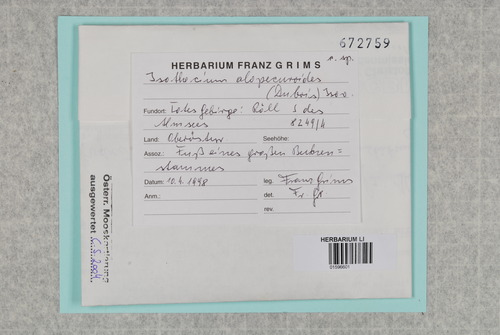 672759
HERBARIUM FRANZ GRIMS
c. sp.
Isothecium alopecuroides
(Dubois) Isov.
Fundort: Totes Gebirge: Röll S des
Almsees 8249/4
Land: Oberösterr. Seehöhe:
Assoz.: Fuß eines großen Buchen=
stammes
Datum: 10.4.1998 leg. Franz Grims
Anm.: det. Fr Gr
rev.
Österr. Mooskartierung
ausgewertet
HERBARIUM LI